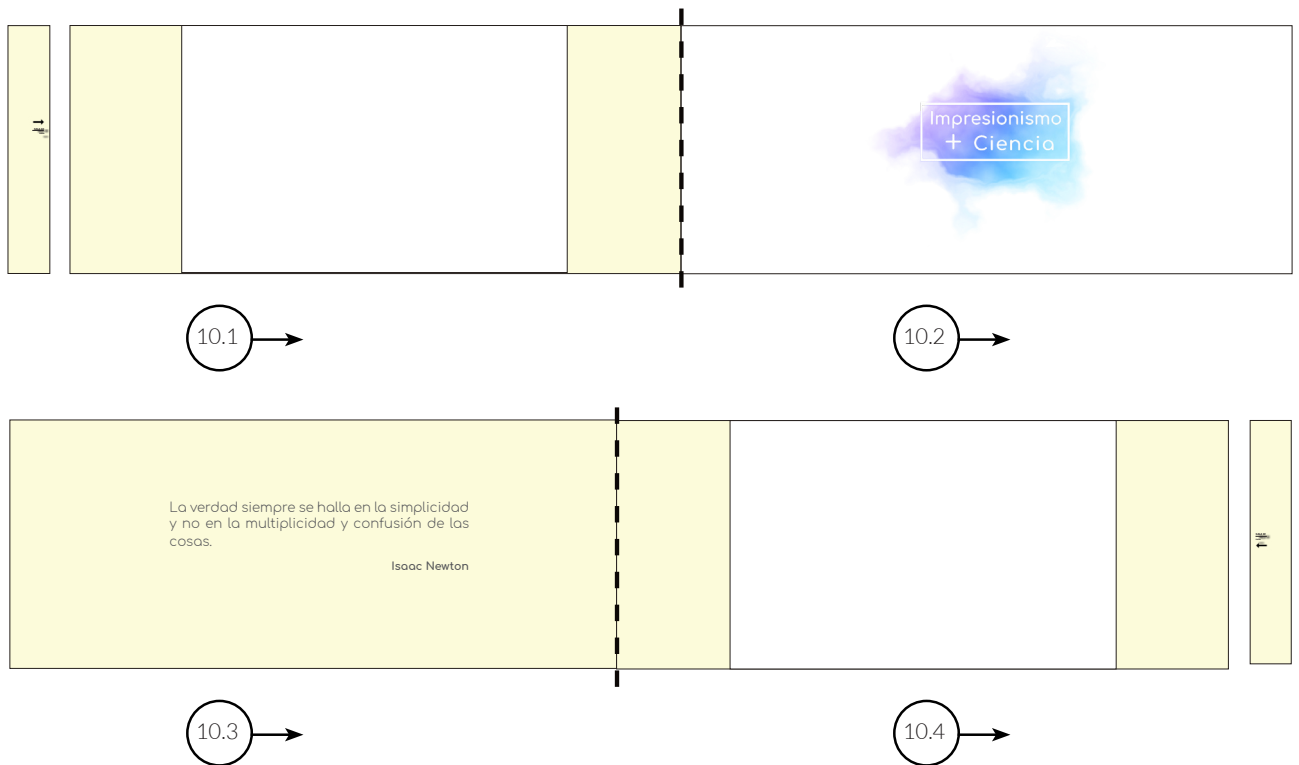 Impresionismo
+ Ciencia
10.1
10.2
La verdad siempre se halla en la simplicidad
y no en la multiplicidad y confusión de las
cosas.
Isaac Newton
10.3
10.4